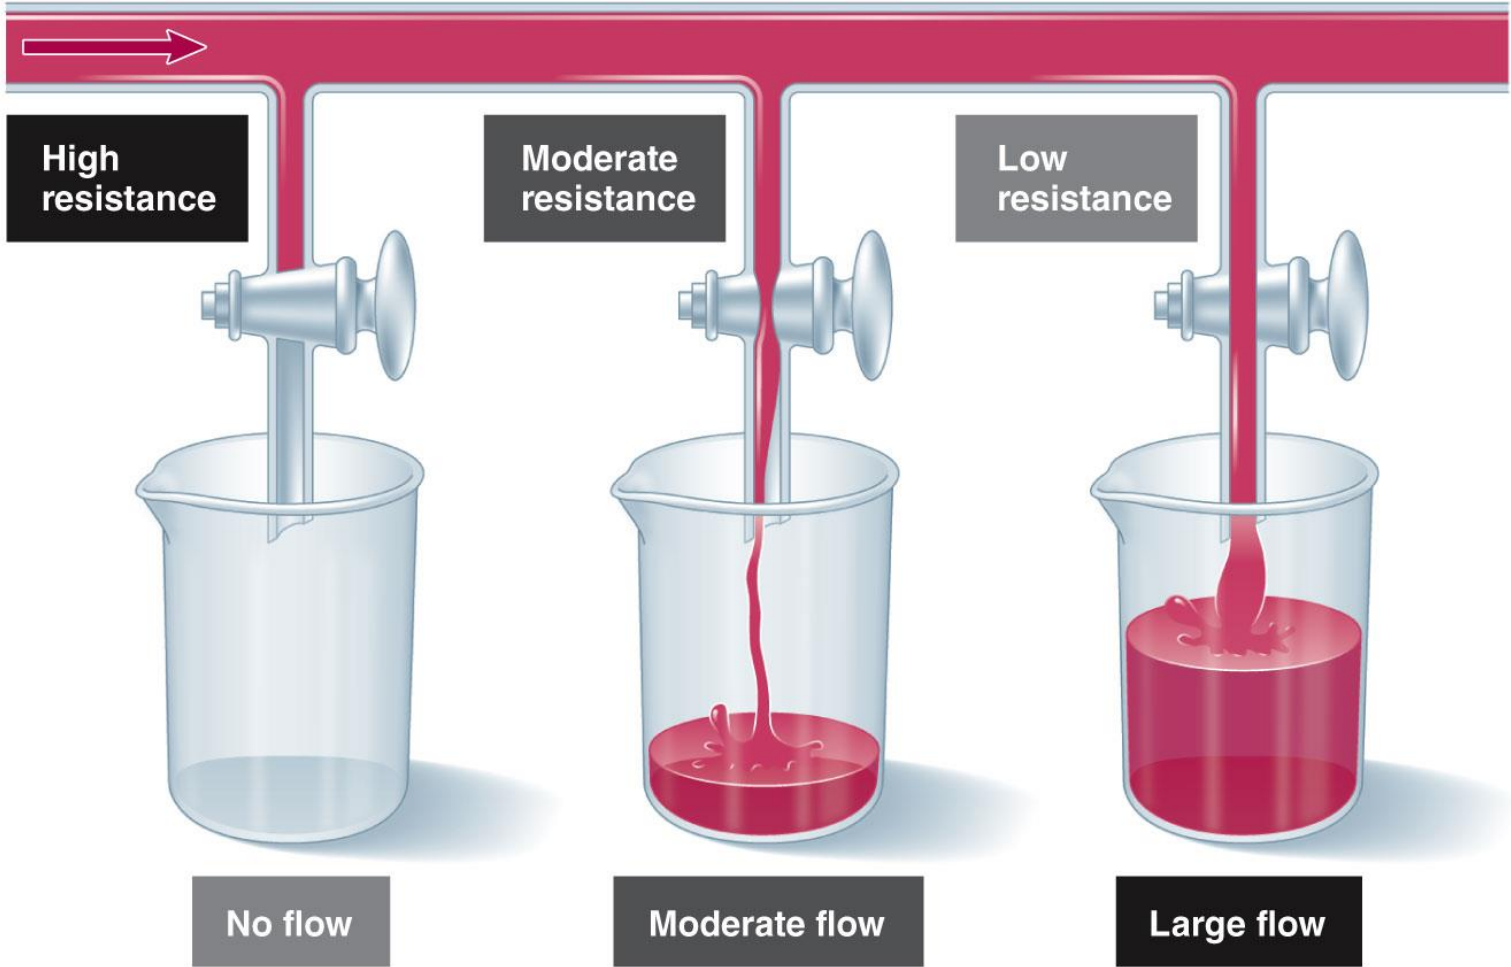 High
resistance
Moderate
resistance
Low
resistance
No flow
Moderate flow
Large flow